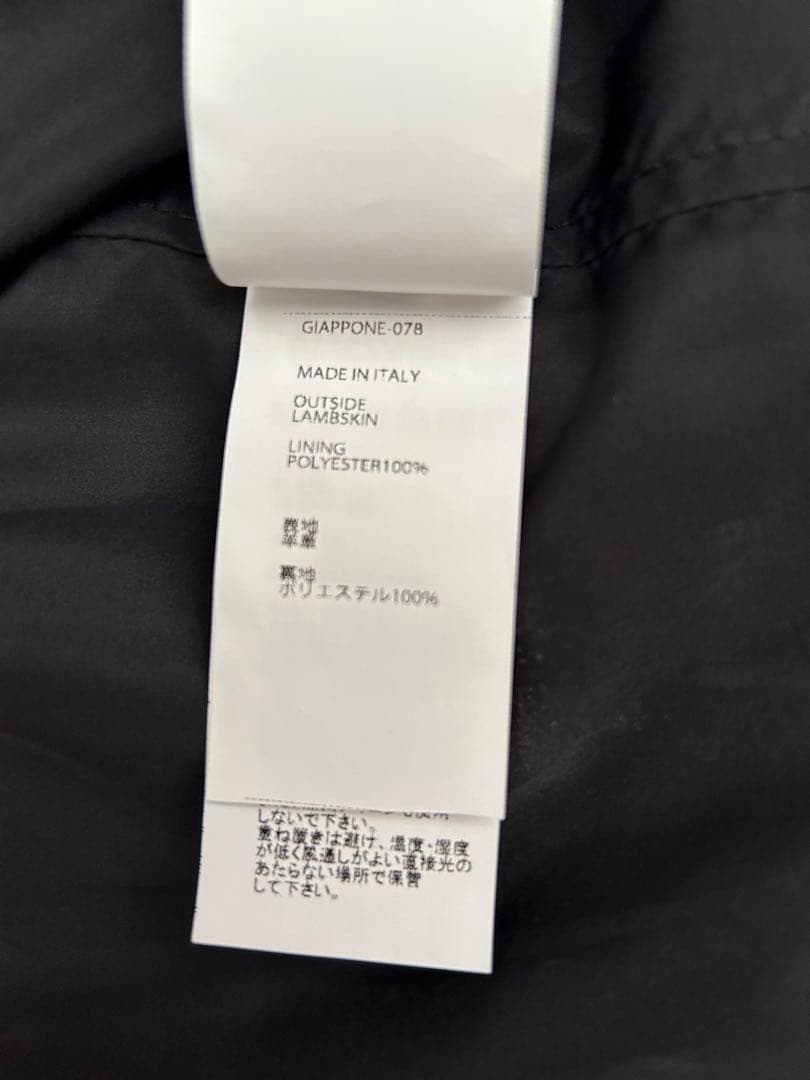 GIAPPONE-078
MADE IN ITALY
OUTSIDE
LAMBSKIN
LINING
POLYESTER100%
表地
羊革
裏地
ポリエステル100%
しないで下さい。
重ね置きは避け、温度・湿度
が低く風通しがよい直接光の
あたらない場所で保管
して下さい。